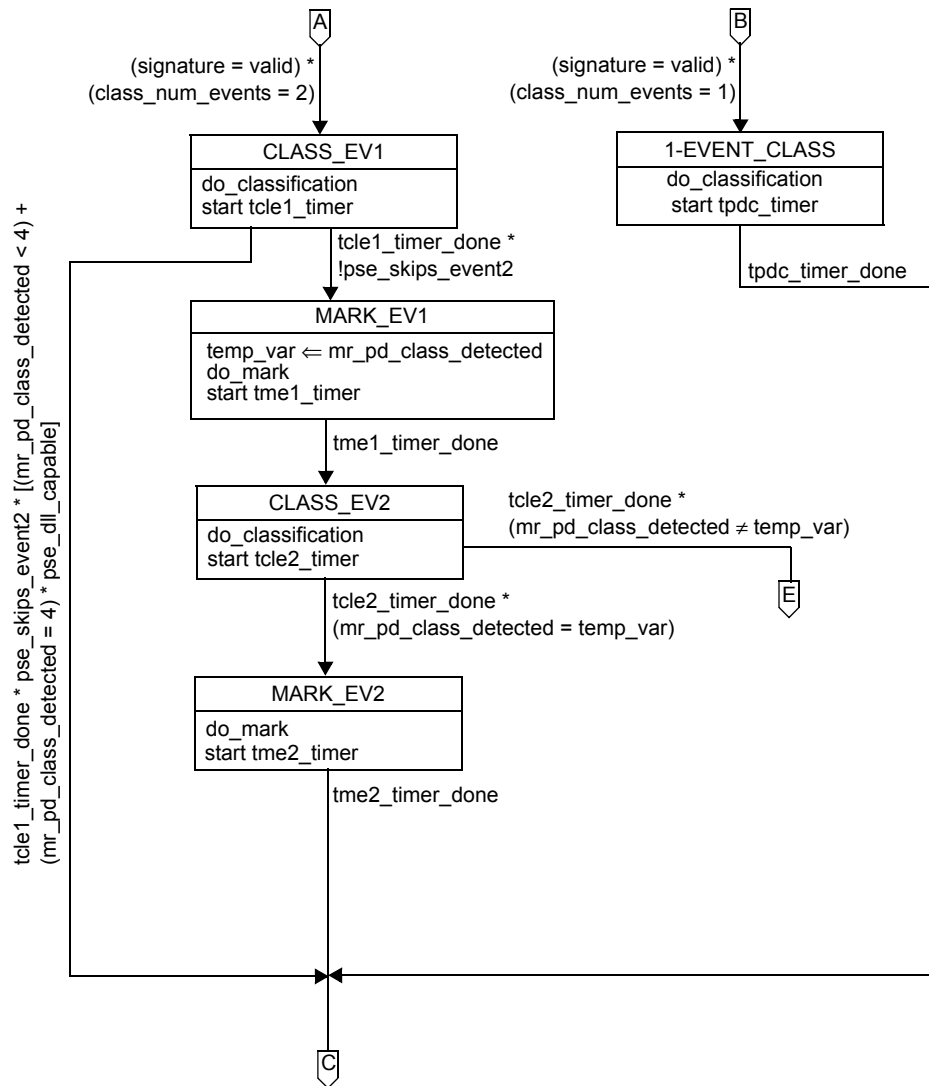 A
B
(signature = valid) *
(class_num_events = 2)
(signature = valid) *
(class_num_events = 1)
CLASS_EV1
do_classification
start tcle1_timer
1-EVENT_CLASS
do_classification
start tpdc_timer
tcle1_timer_done *
!pse_skips_event2
tpdc_timer_done
tcle1_timer_done * pse_skips_event2 * [(mr_pd_class_detected < 4) +
(mr_pd_class_detected = 4) * pse_dll_capable]
MARK_EV1
temp_var ⇐ mr_pd_class_detected
do_mark
start tme1_timer
tme1_timer_done
CLASS_EV2
do_classification
start tcle2_timer
tcle2_timer_done *
(mr_pd_class_detected ≠ temp_var)
E
tcle2_timer_done *
(mr_pd_class_detected = temp_var)
MARK_EV2
do_mark
start tme2_timer
tme2_timer_done
C